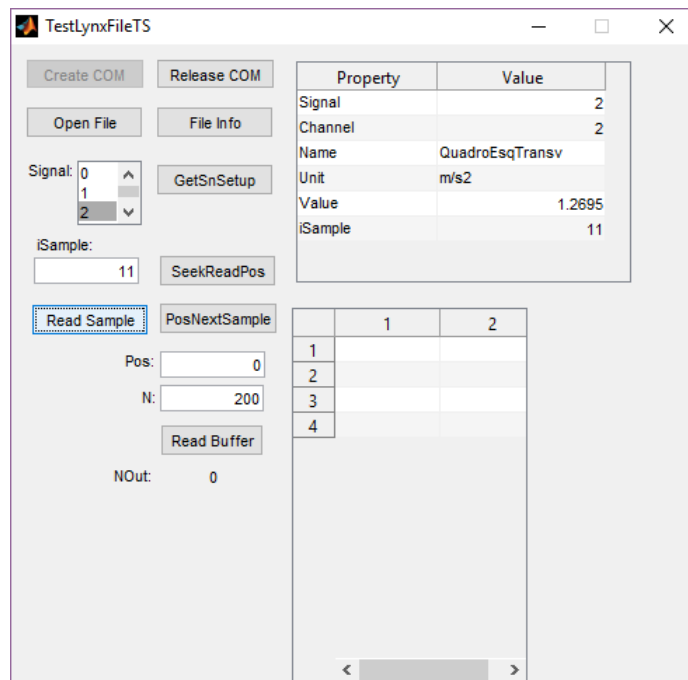 TestLynxFileTS
Create COM
Release COM
Open File
File Info
Signal:
0
1
2
GetSnSetup
iSample:
11
SeekReadPos
Read Sample
PosNextSample
Pos:
0
N:
200
Read Buffer
NOut:
0
Property Value
Signal 2
Channel 2
Name QuadroEsqTransv
Unit m/s2
Value 1.2695
iSample 11
1 2
1
2
3
4